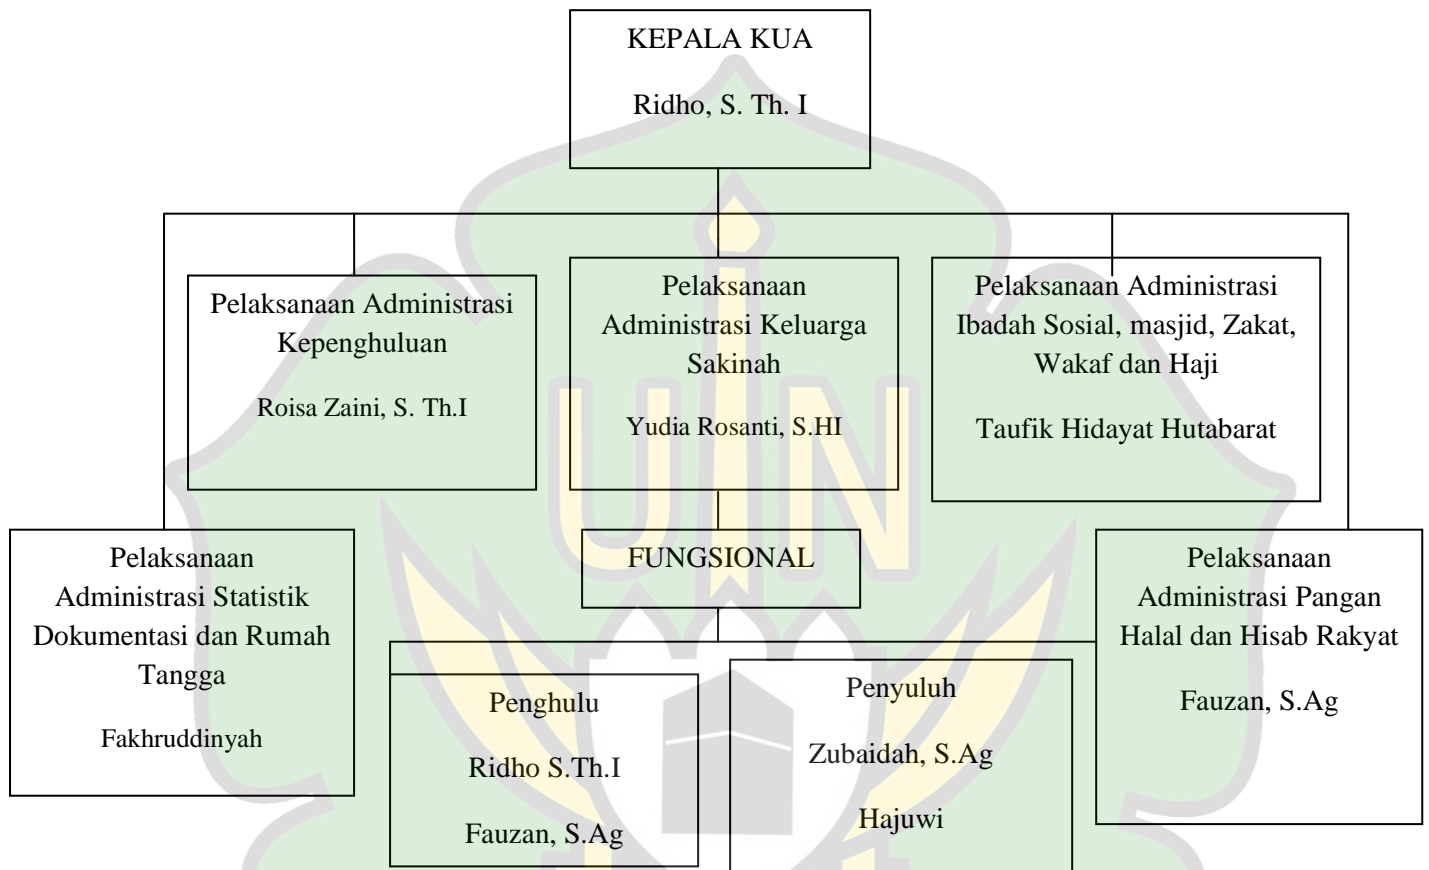 KEPALA KUA
Ridho, S. Th. I
Pelaksanaan Administrasi
Kepenghuluan
Roisa Zaini, S. Th.I
Pelaksanaan
Administrasi Keluarga
Sakinah
Yudia Rosanti, S.HI
Pelaksanaan Administrasi
Ibadah Sosial, masjid, Zakat,
Wakaf dan Haji
Taufik Hidayat Hutabarat
Pelaksanaan
Administrasi Statistik
Dokumentasi dan Rumah
Tangga
Fakhruddinyah
FUNGSIONAL
Pelaksanaan
Administrasi Pangan
Halal dan Hisab Rakyat
Fauzan, S.Ag
Penghulu
Ridho S.Th.I
Fauzan, S.Ag
Penyuluh
Zubaidah, S.Ag
Hajuwi
UIN